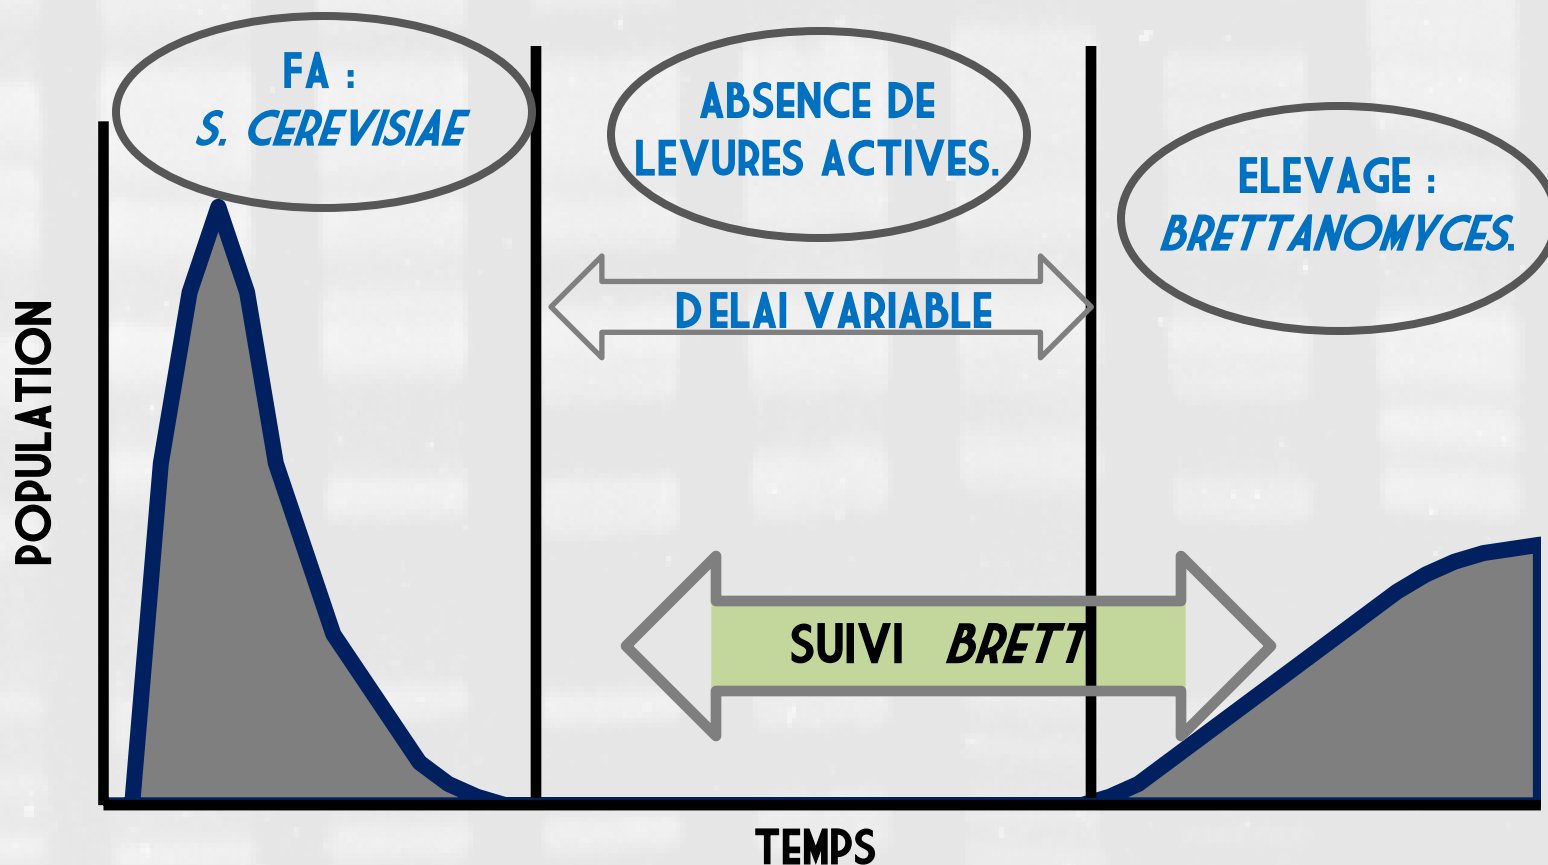 FA :
S. CEREVISIAE
ABSENCE DE
LEVURES ACTIVES.
ELEVAGE :
BRETTANOMYCES.
DELAI VARIABLE
POPULATION
SUIVI BRETT
TEMPS